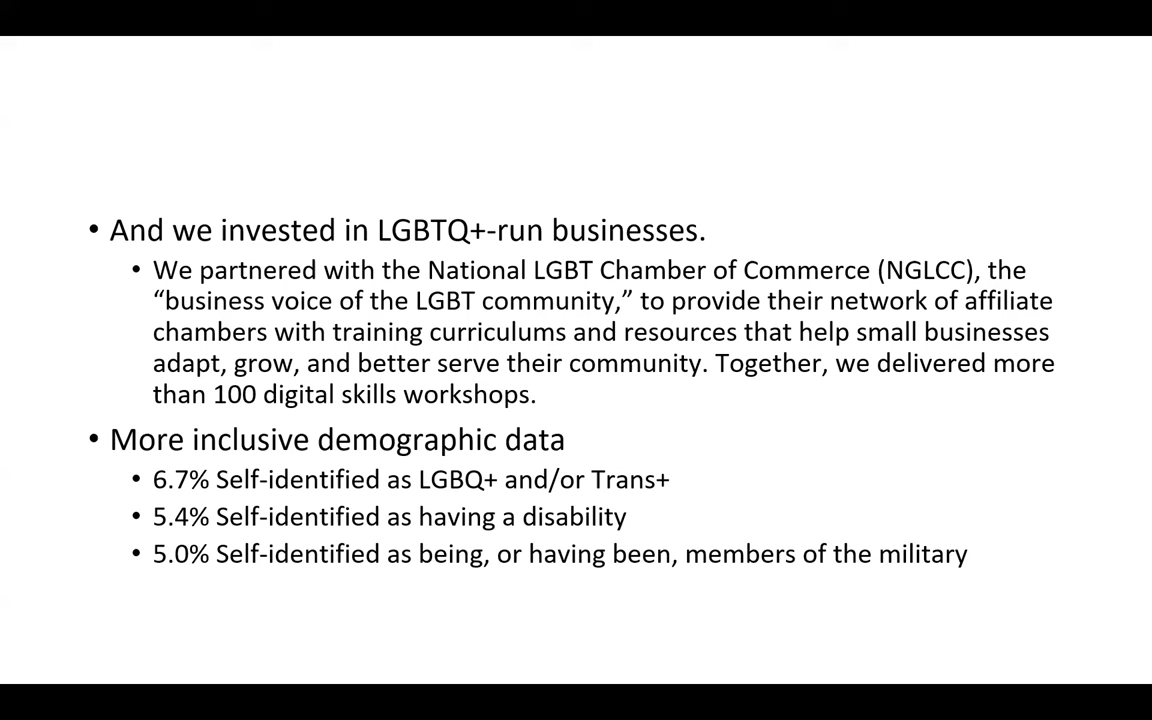 • And we invested in LGBTQ+-run businesses.
• We partnered with the National LGBT Chamber of Commerce (NGLCC), the
“business voice of the LGBT community,” to provide their network of affiliate
chambers with training curriculums and resources that help small businesses
adapt, grow, and better serve their community. Together, we delivered more
than 100 digital skills workshops.
• More inclusive demographic data
• 6.7% Self-identified as LGBQ+ and/or Trans+
• 5.4% Self-identified as having a disability
• 5.0% Self-identified as being, or having been, members of the military